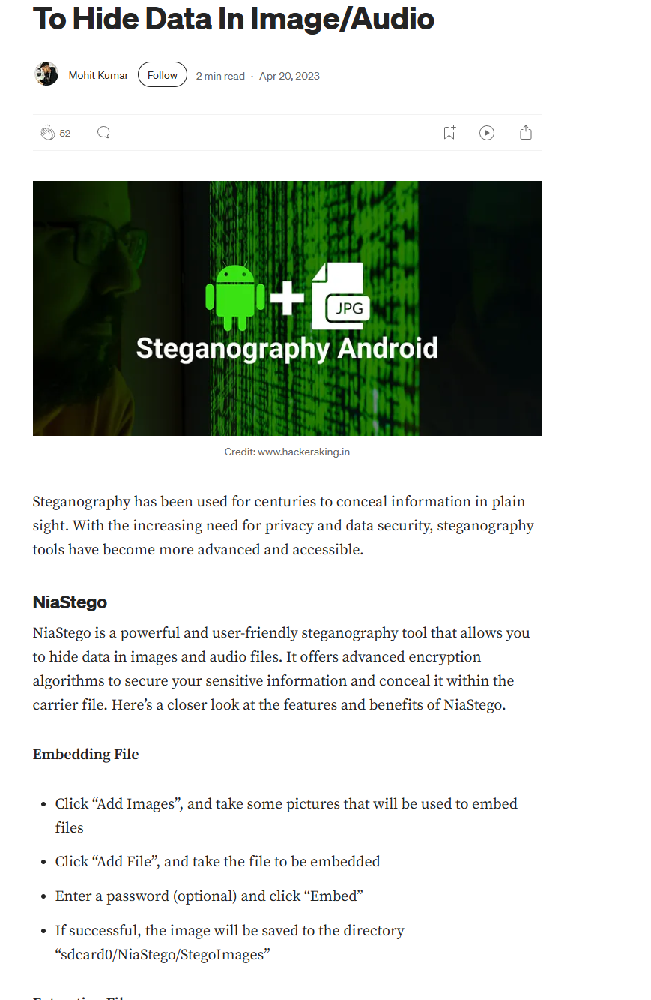 To Hide Data In Image/Audio
Mohit Kumar Follow 2 min read · Apr 20, 2023
52
JPG
Steganography Android
Credit: www.hackersking.in
Steganography has been used for centuries to conceal information in plain
sight. With the increasing need for privacy and data security, steganography
tools have become more advanced and accessible.
NiaStego
NiaStego is a powerful and user-friendly steganography tool that allows you
to hide data in images and audio files. It offers advanced encryption
algorithms to secure your sensitive information and conceal it within the
carrier file. Here’s a closer look at the features and benefits of NiaStego.
Embedding File
• Click “Add Images”, and take some pictures that will be used to embed
files
• Click “Add File”, and take the file to be embedded
• Enter a password (optional) and click “Embed”
• If successful, the image will be saved to the directory
“sdcard0/NiaStego/StegoImages”